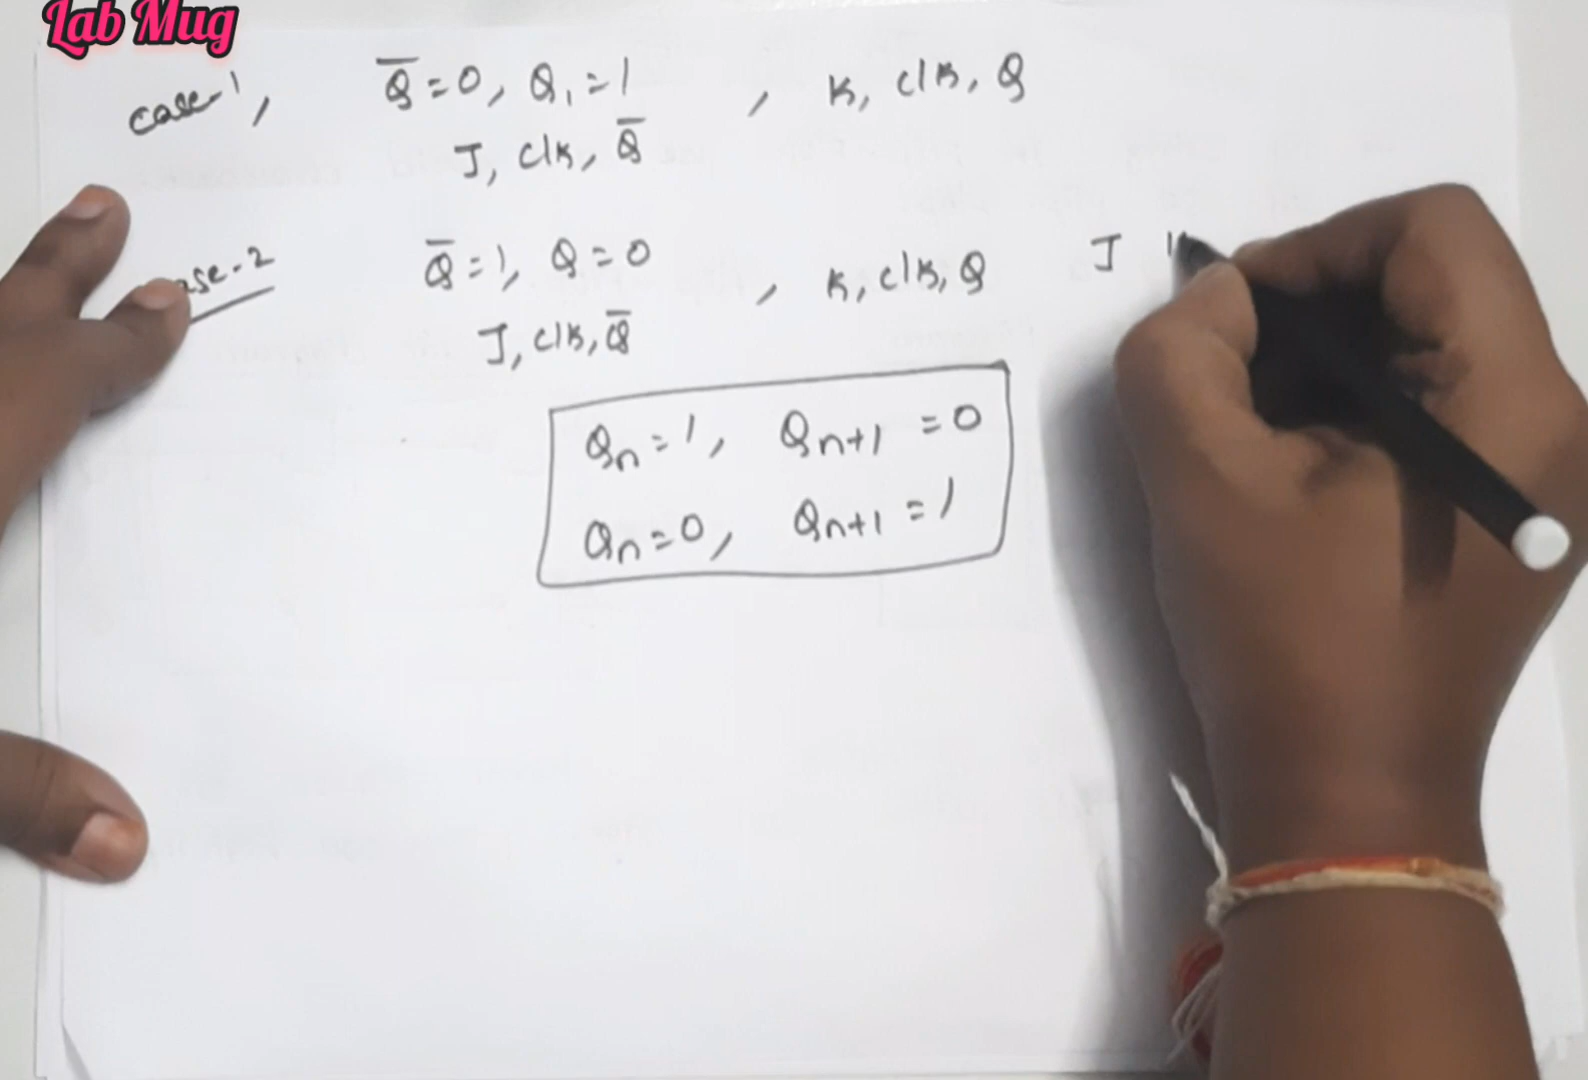 Lab Mug
case-1, Q̅ = 0, Q₁ = 1 , K, clk, Q
J, clk, Q̅
ase-2 Q̅ = 1, Q = 0 , K, clk, Q J
J, clk, Q̅
Qn = 1, Qn+1 = 0
Qn = 0, Qn+1 = 1